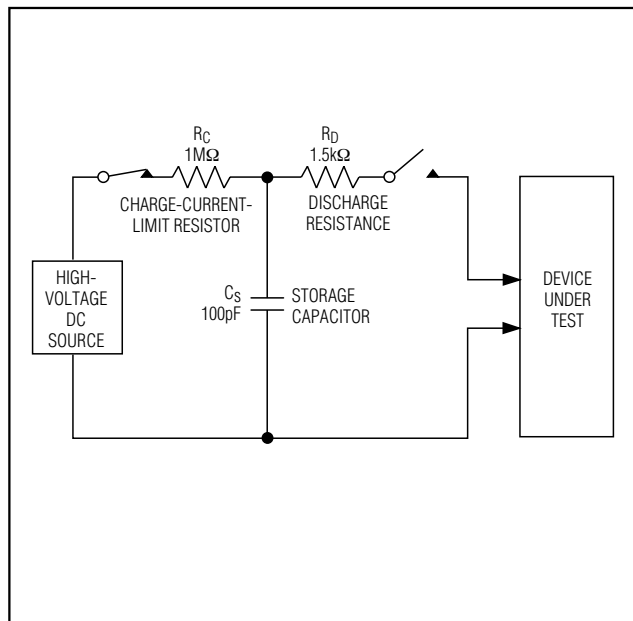 R_C
1MΩ
CHARGE-CURRENT-
LIMIT RESISTOR
R_D
1.5kΩ
DISCHARGE
RESISTANCE
HIGH-
VOLTAGE
DC
SOURCE
C_S
100pF
STORAGE
CAPACITOR
DEVICE
UNDER
TEST